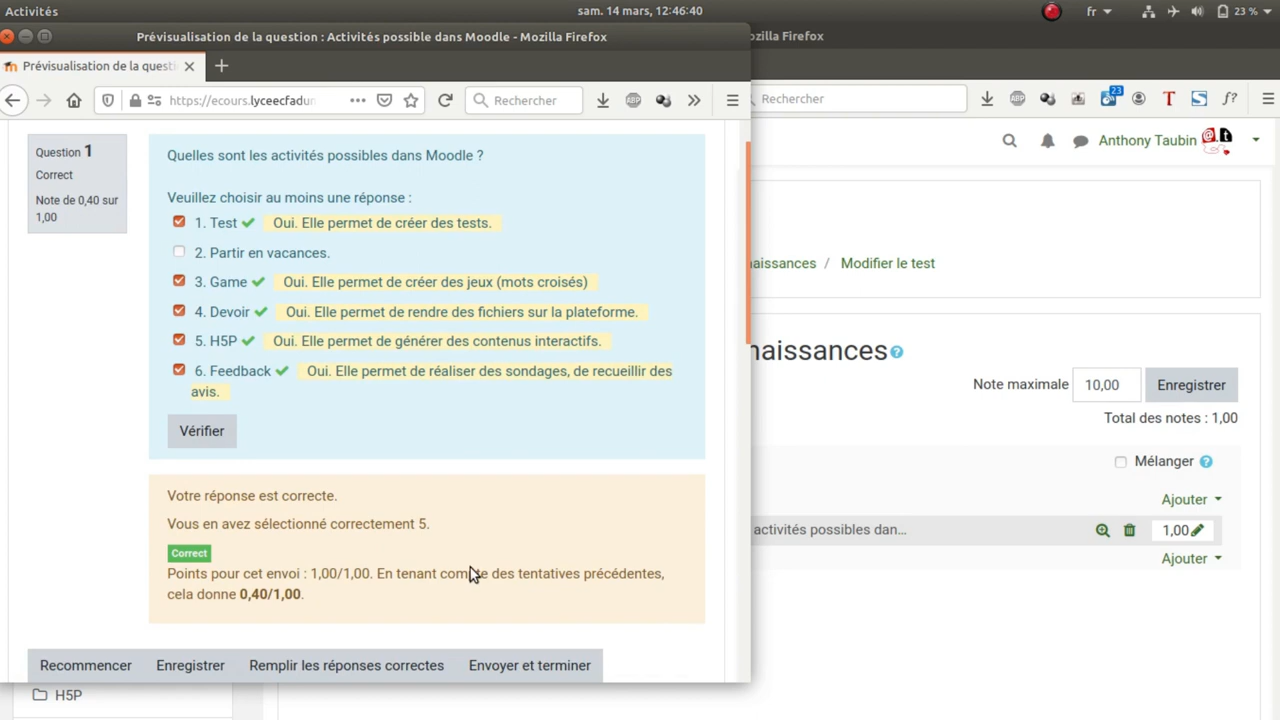 Activités
sam. 14 mars, 12:46:40
fr
23 %
Prévisualisation de la question : Activités possible dans Moodle - Mozilla Firefox
ozilla Firefox
Prévisualisation de la questi
https://ecours.lyceecfadun
Rechercher
Rechercher
23
Question 1
Correct
Note de 0,40 sur
1,00
Quelles sont les activités possibles dans Moodle ?
Veuillez choisir au moins une réponse :
1. Test Oui. Elle permet de créer des tests.
2. Partir en vacances.
3. Game Oui. Elle permet de créer des jeux (mots croisés)
4. Devoir Oui. Elle permet de rendre des fichiers sur la plateforme.
5. H5P Oui. Elle permet de générer des contenus interactifs.
6. Feedback Oui. Elle permet de réaliser des sondages, de recueillir des
avis.
Vérifier
Votre réponse est correcte.
Vous en avez sélectionné correctement 5.
Correct
Points pour cet envoi : 1,00/1,00. En tenant compte des tentatives précédentes,
cela donne 0,40/1,00.
Recommencer Enregistrer Remplir les réponses correctes Envoyer et terminer
H5P
Anthony Taubin
naissances / Modifier le test
naissances
Note maximale 10,00 Enregistrer
Total des notes : 1,00
Mélanger
Ajouter
activités possibles dan...
1,00
Ajouter